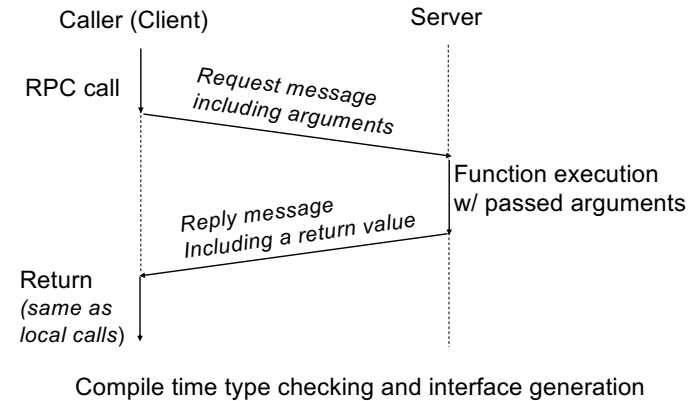 Caller (Client)
Server
RPC call
Request message
including arguments
Function execution
w/ passed arguments
Reply message
Including a return value
Return
(same as
local calls)
Compile time type checking and interface generation